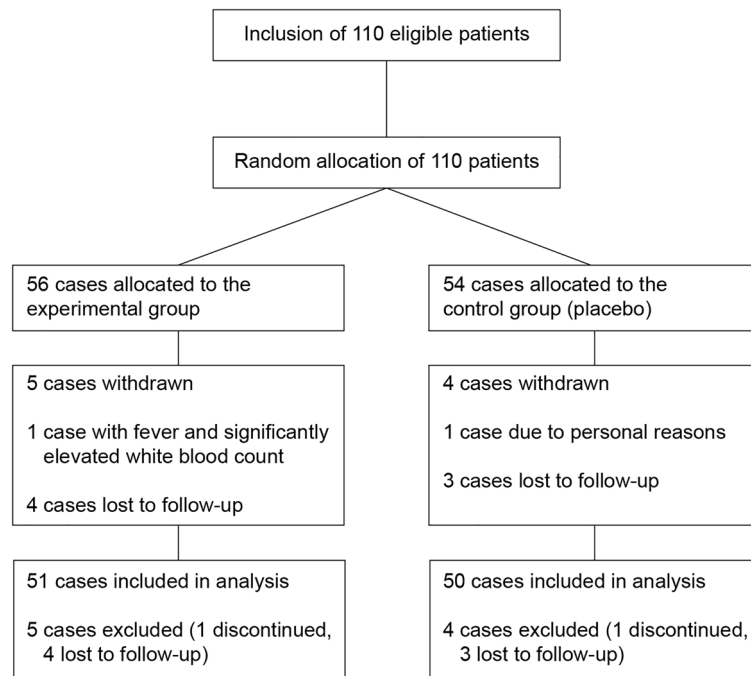 Inclusion of 110 eligible patients
Random allocation of 110 patients
56 cases allocated to the
experimental group
54 cases allocated to the
control group (placebo)
5 cases withdrawn
1 case with fever and significantly
elevated white blood count
4 cases lost to follow-up
4 cases withdrawn
1 case due to personal reasons
3 cases lost to follow-up
51 cases included in analysis
5 cases excluded (1 discontinued,
4 lost to follow-up)
50 cases included in analysis
4 cases excluded (1 discontinued,
3 lost to follow-up)